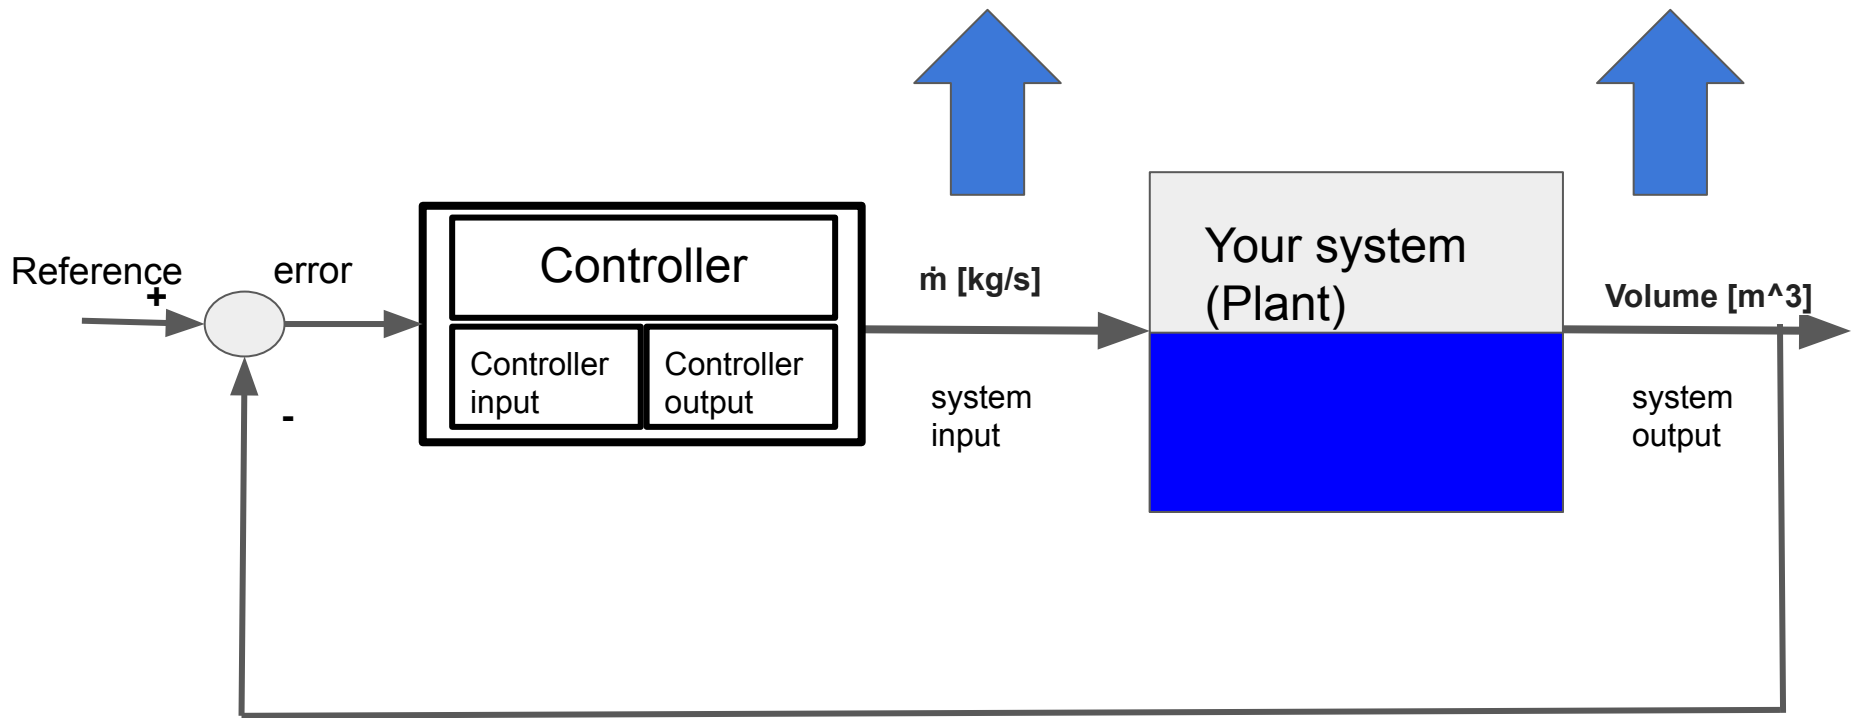 Reference
+
error
-
Controller
Controller
input
Controller
output
ṁ [kg/s]
system
input
Your system
(Plant)
Volume [m^3]
system
output